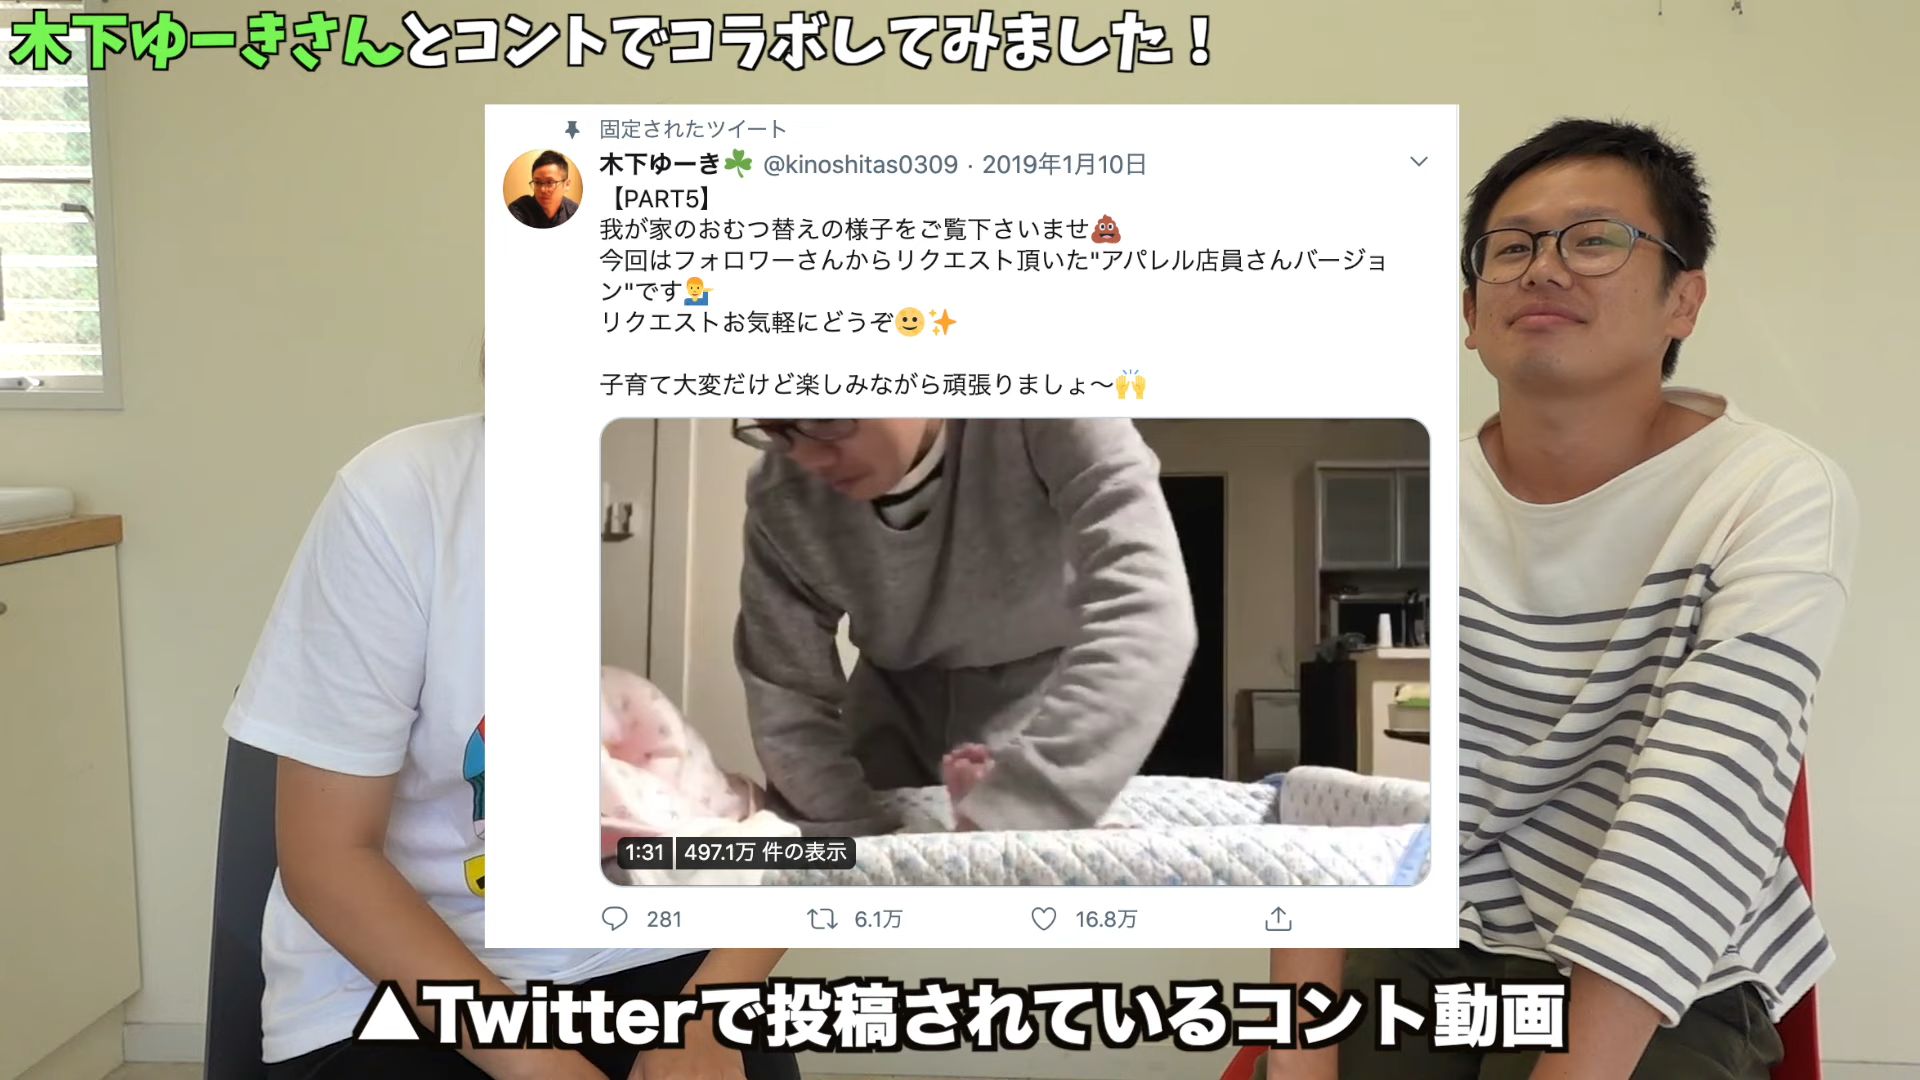 木下ゆーきさんとコントでコラボしてみました！
固定されたツイート
木下ゆーき☘ @kinoshitas0309 · 2019年1月10日
【PART5】
我が家のおむつ替えの様子をご覧下さいませ💩
今回はフォロワーさんからリクエスト頂いた"アパレル店員さんバージョ
ン"です💁‍♂️
リクエストお気軽にどうぞ🙂✨
子育て大変だけど楽しみながら頑張りましょ〜🙌
1:31 497.1万 件の表示
281 6.1万 16.8万
▲Twitterで投稿されているコント動画